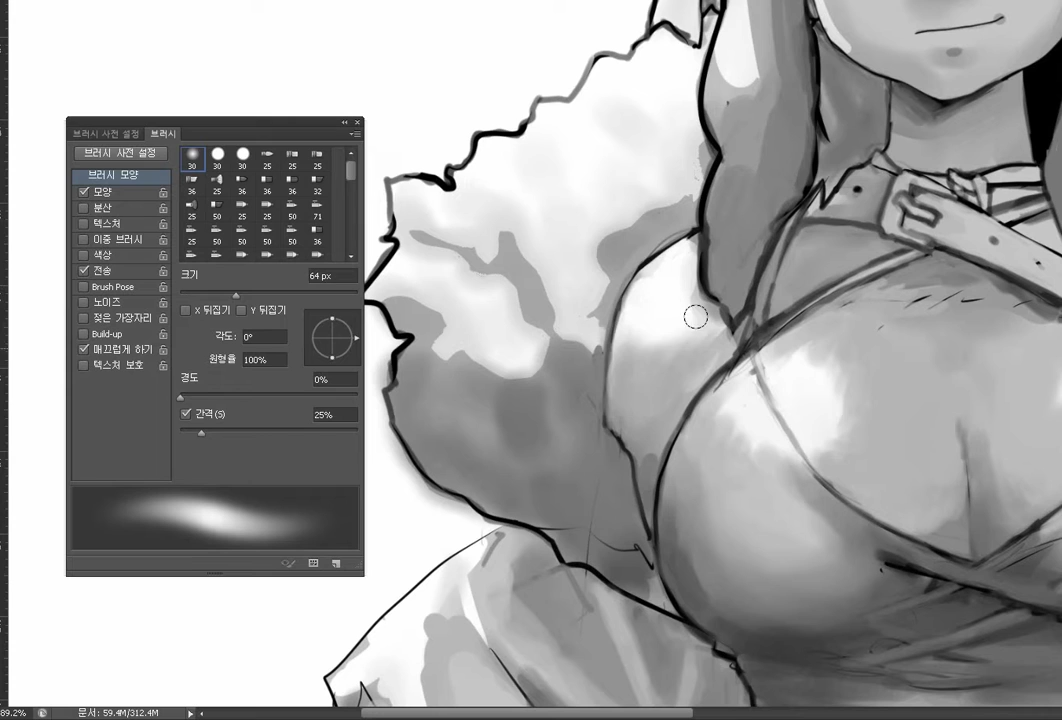 브러시 사전 설정 브러시
브러시 사전 설정
브러시 모양
모양
분산
텍스처
이중 브러시
색상
전송
Brush Pose
노이즈
젖은 가장자리
Build-up
매끄럽게 하기
텍스처 보호
30 30 30 25 25 25
36 25 36 36 36 32
25 50 25 25 50 71
25 50 25 50 50 36
크기 64 px
X 뒤집기 Y 뒤집기
각도: 0°
원형율 100%
경도 0%
간격(S) 25%
89.2% 문서: 59.4M/312.4M